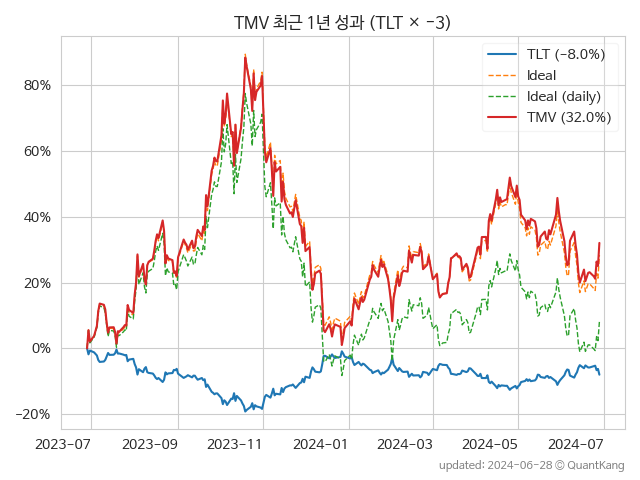 TMV 최근 1년 성과 (TLT × −3)
TLT (−8.0%)
Ideal
Ideal (daily)
TMV (32.0%)
80%
60%
40%
20%
0%
−20%
2023-07
2023-09
2023-11
2024-01
2024-03
2024-05
2024-07
updated: 2024-06-28 ⓒ QuantKang